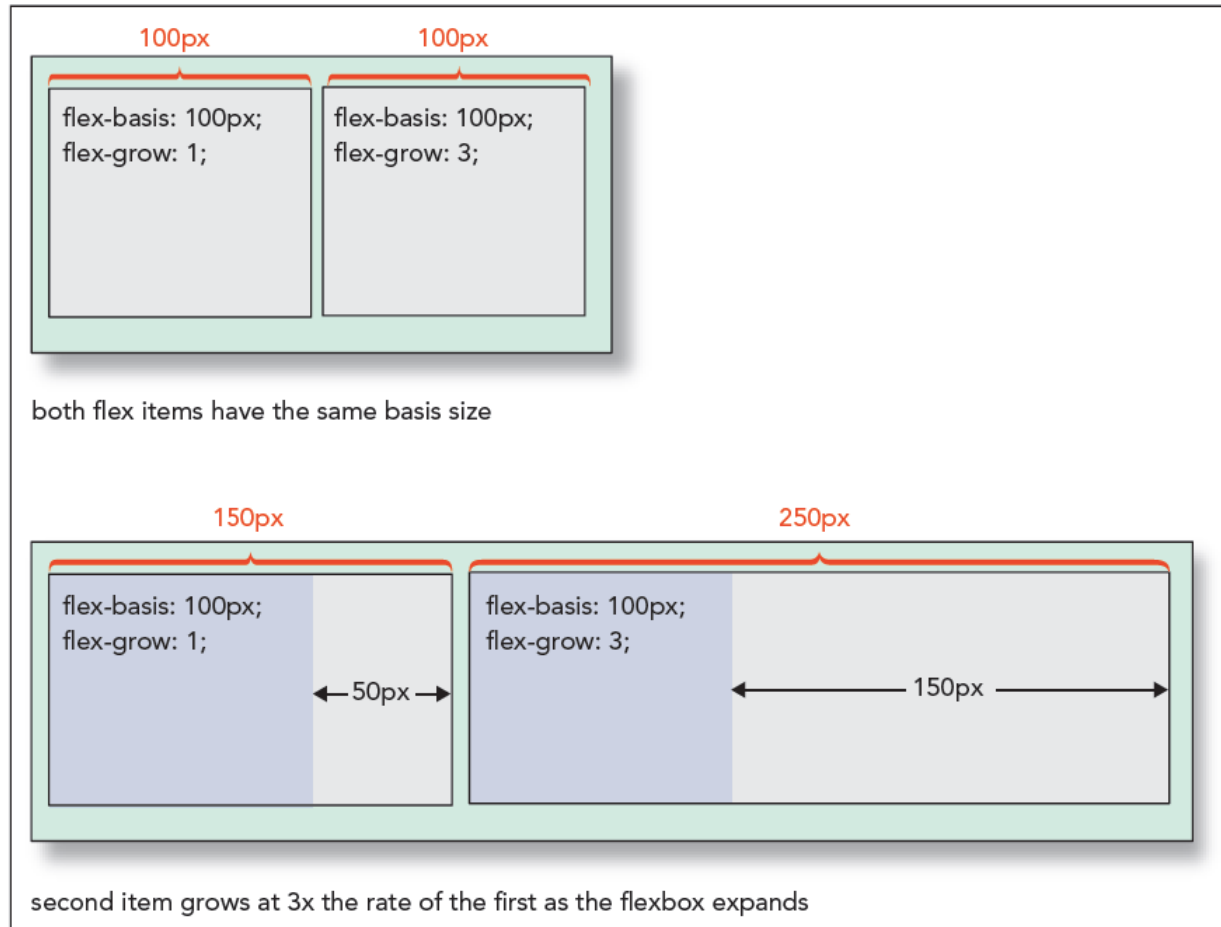 100px
100px
flex-basis: 100px;
flex-grow: 1;
flex-basis: 100px;
flex-grow: 3;
both flex items have the same basis size
150px
250px
flex-basis: 100px;
flex-grow: 1;
50px
flex-basis: 100px;
flex-grow: 3;
150px
second item grows at 3x the rate of the first as the flexbox expands